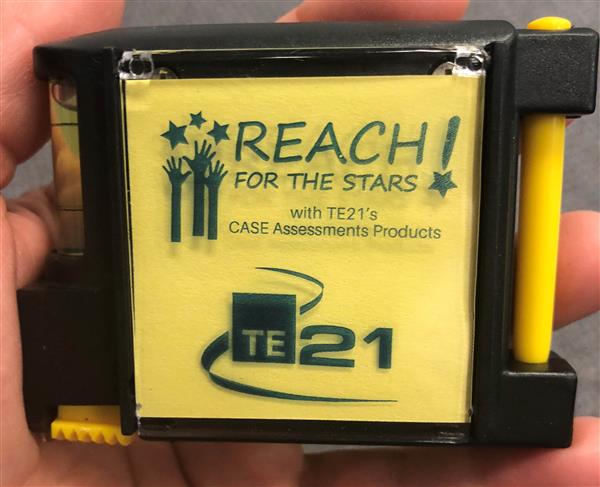 REACH!
FOR THE STARS
with TE21's
CASE Assessments Products
TE21